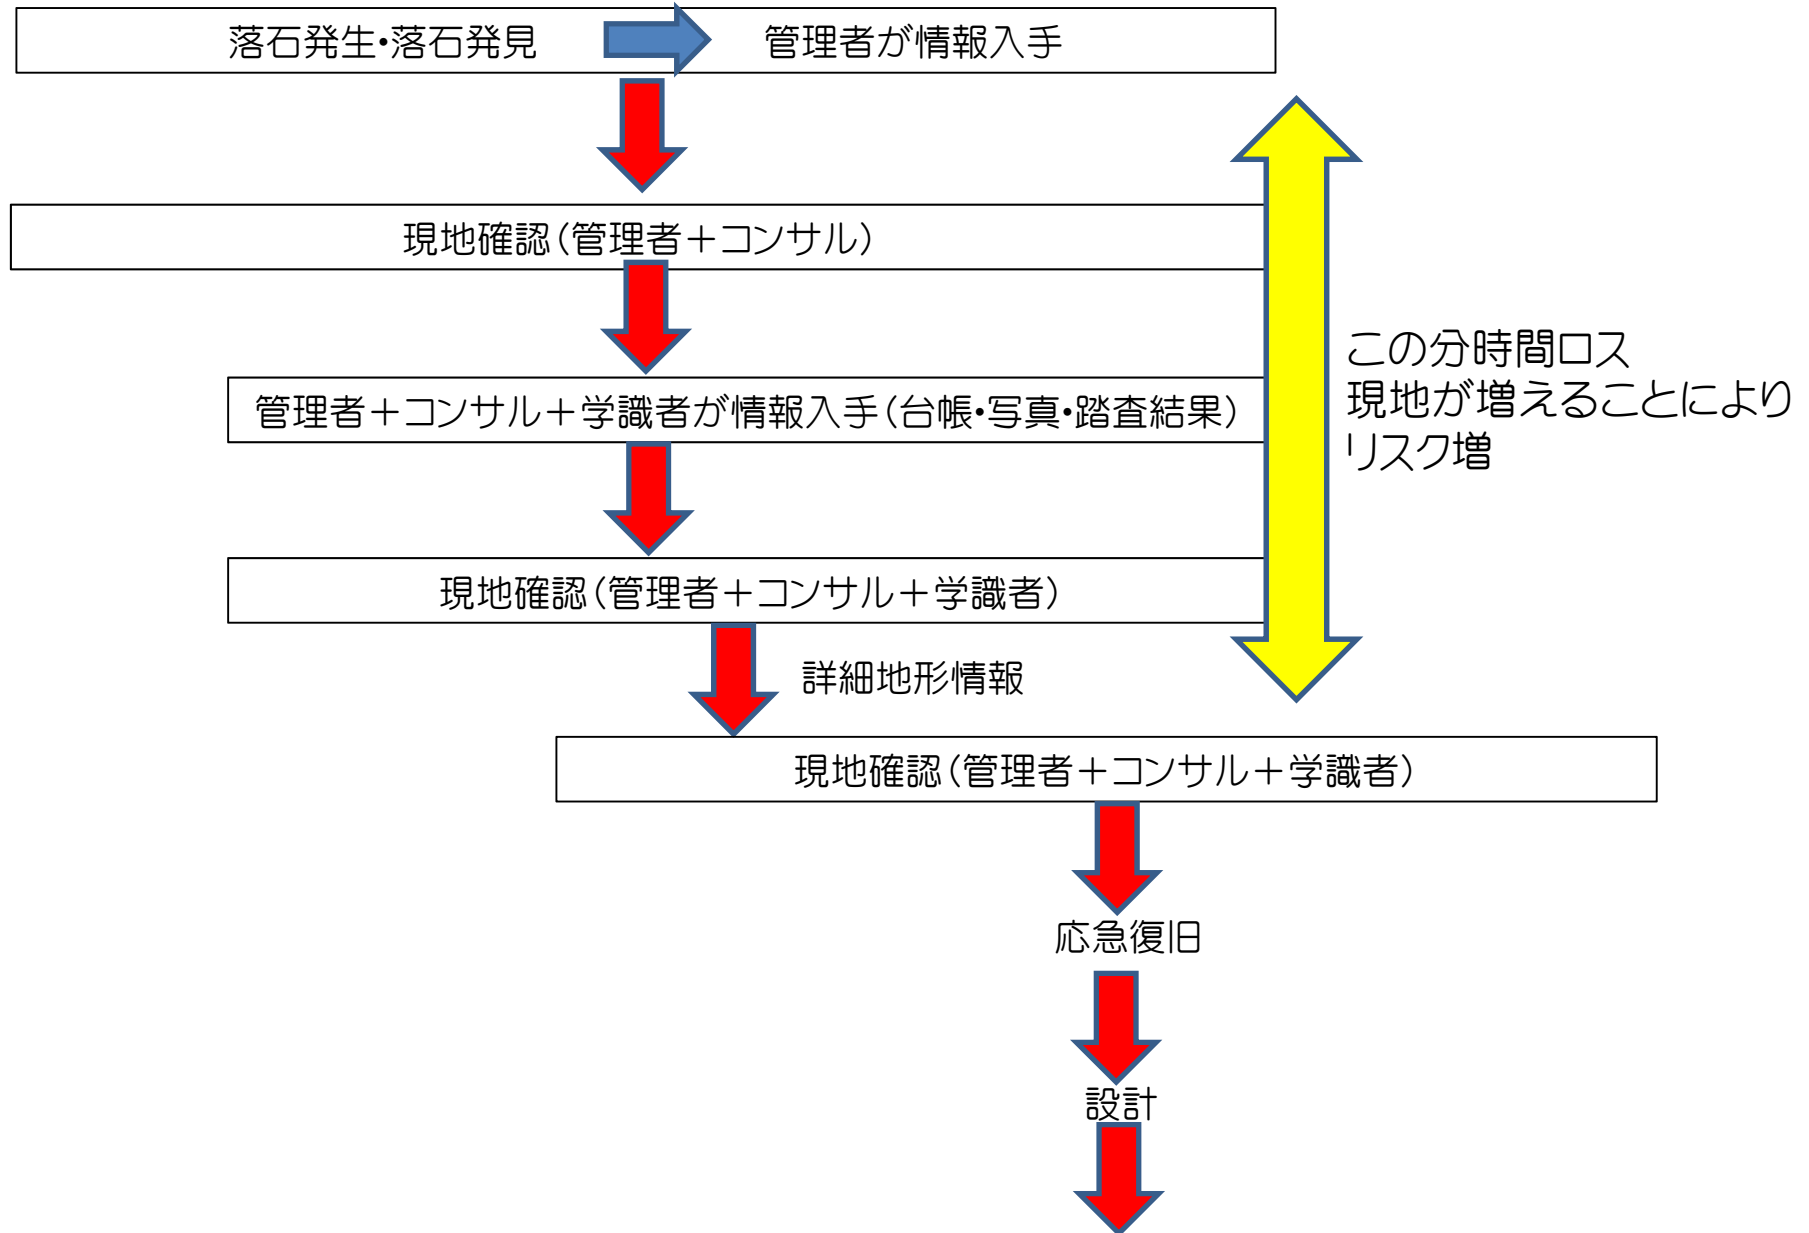 落石発生・落石発見　管理者が情報入手
現地確認（管理者＋コンサル）
管理者＋コンサル＋学識者が情報入手（台帳・写真・踏査結果）
この分時間ロス
現地が増えることにより
リスク増
現地確認（管理者＋コンサル＋学識者）
詳細地形情報
現地確認（管理者＋コンサル＋学識者）
応急復旧
設計